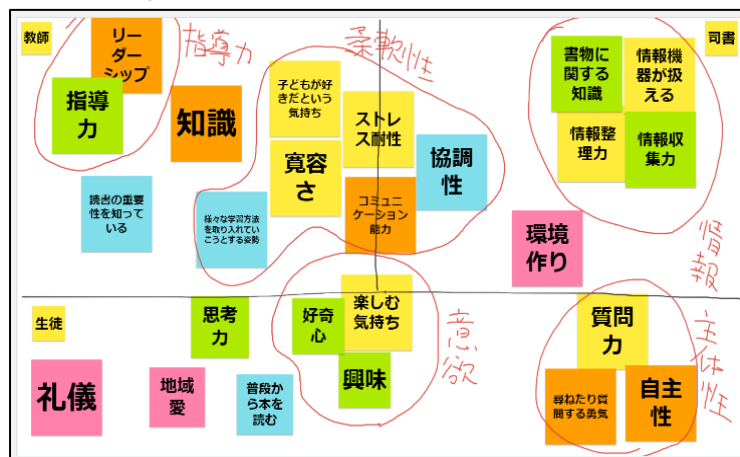 教師
リー
ダー
シップ
指導力
指導
力
知識
読書の重要
性を知って
いる
柔軟性
子どもが好
きだという
気持ち
ストレ
ス耐性
寛容
さ
協調
性
様々な学習方法
を取り入れてい
こうとする姿勢
コミュニ
ケーション
能力
司書
書物に
関する
知識
情報機
器が扱
える
情報整
理力
情報収
集力
情報
環境
作り
生徒
思考
力
好奇
心
楽しむ
気持ち
興味
意欲
礼儀
地域
愛
普段か
ら本を
読む
質問
力
尋ねたり質
問する勇気
自主
性
主体性